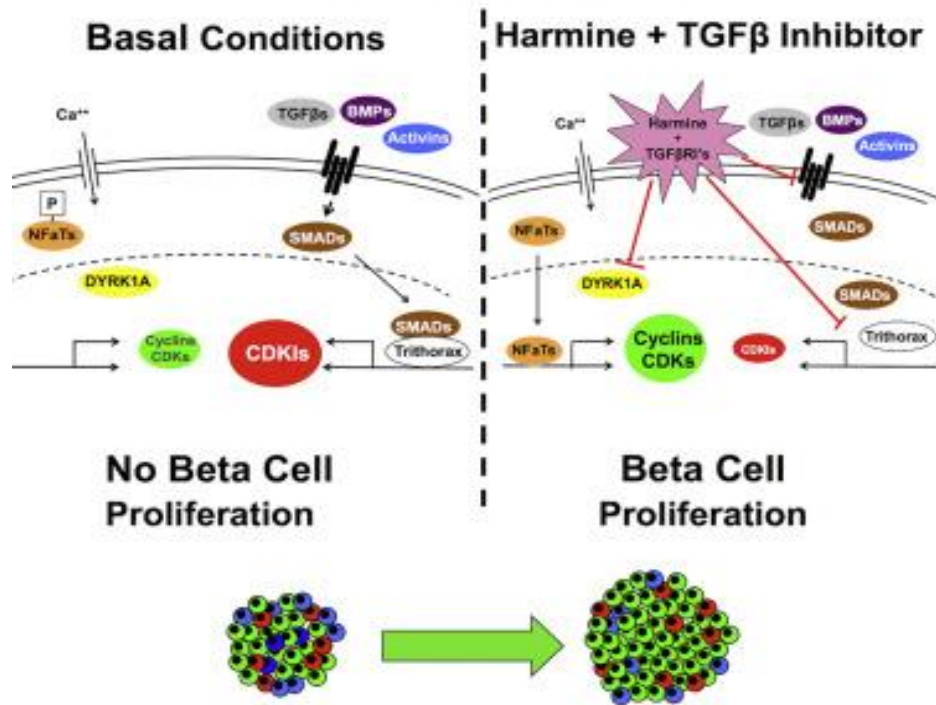 Basal Conditions
Ca++
TGFβs
BMPs
Activins
P
NFaTs
SMADs
DYRK1A
Cyclins
CDKs
CDKIs
SMADs
Trithorax
No Beta Cell
Proliferation
Harmine + TGFβ Inhibitor
Ca++
Harmine
+
TGFβRI's
TGFβs
BMPs
Activins
NFaTs
SMADs
DYRK1A
SMADs
Trithorax
NFaTs
Cyclins
CDKs
CDKIs
Beta Cell
Proliferation